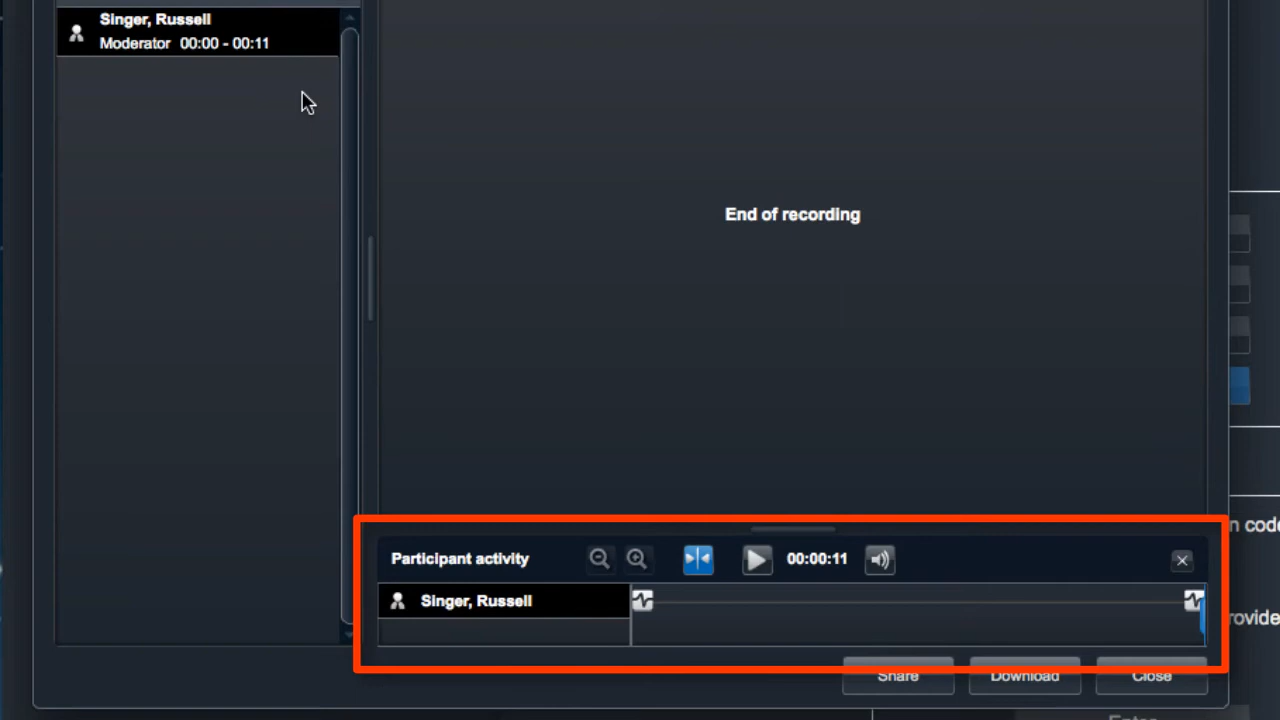 Singer, Russell
Moderator 00:00 - 00:11
End of recording
n code
Participant activity 00:00:11
Singer, Russell
rovide
Share Download Close
Enter